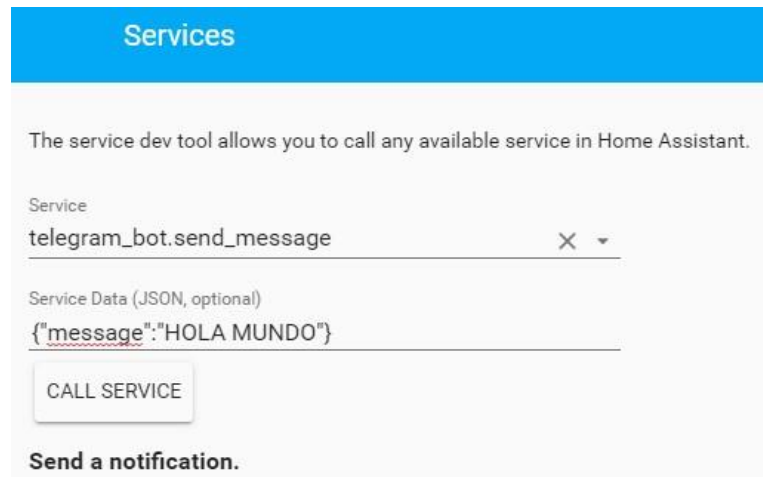 Services
The service dev tool allows you to call any available service in Home Assistant.
Service
telegram_bot.send_message
Service Data (JSON, optional)
{"message":"HOLA MUNDO"}
CALL SERVICE
Send a notification.